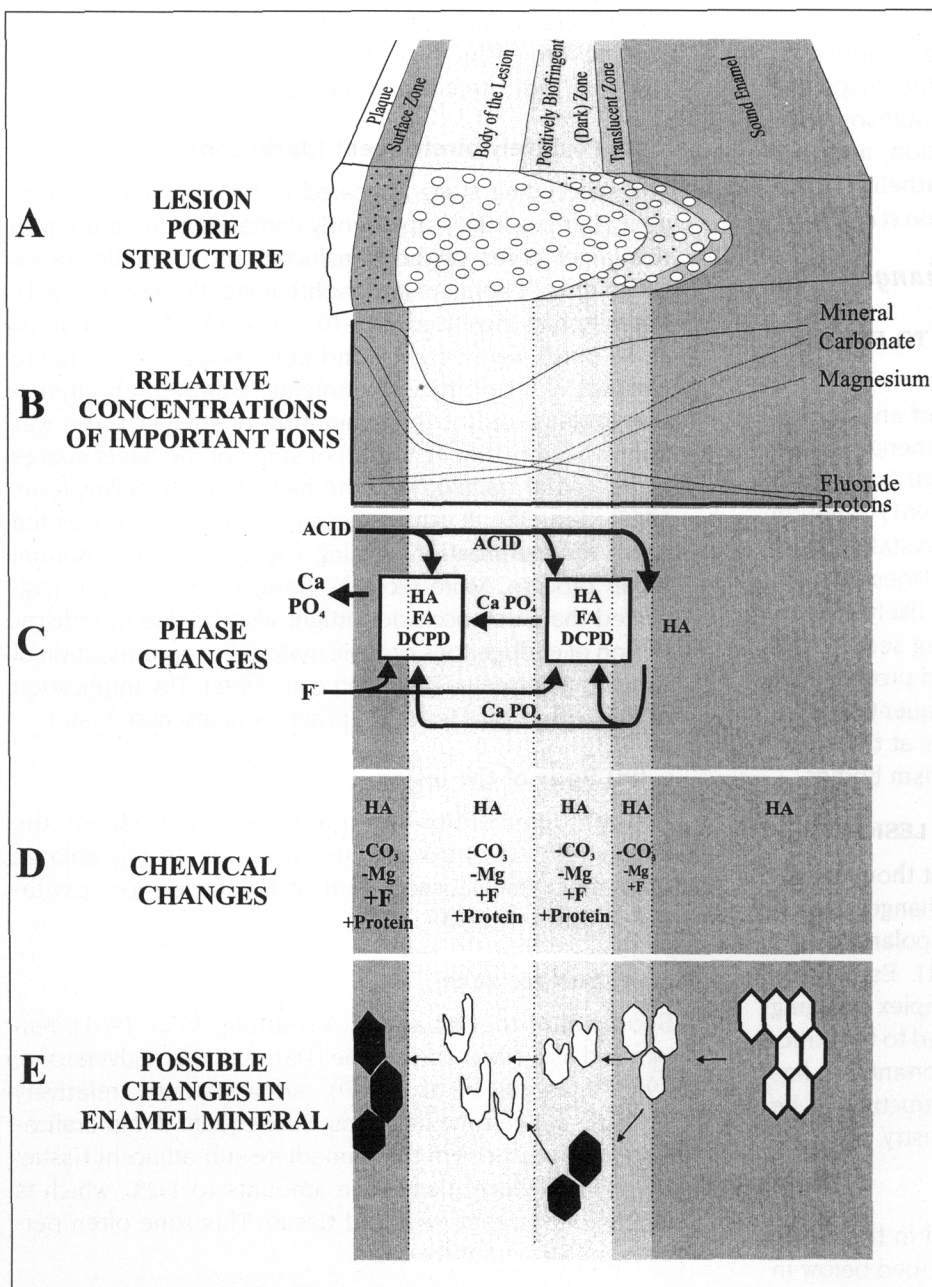 Plaque
Surface Zone
Body of the Lesion
Positively Biofringent
(Dark) Zone
Translucent Zone
Sound Enamel
A
LESION
PORE
STRUCTURE
Mineral
Carbonate
Magnesium
Fluoride
Protons
B
RELATIVE
CONCENTRATIONS
OF IMPORTANT IONS
ACID
ACID
Ca
PO₄
HA
FA
DCPD
Ca PO₄
HA
FA
DCPD
HA
C
PHASE
CHANGES
F⁻
Ca PO₄
D
CHEMICAL
CHANGES
HA
-CO₃
-Mg
+F
+Protein
HA
-CO₃
-Mg
+F
+Protein
HA
-CO₃
-Mg
+F
+Protein
HA
-CO₃
-Mg
+F
HA
E
POSSIBLE
CHANGES IN
ENAMEL MINERAL